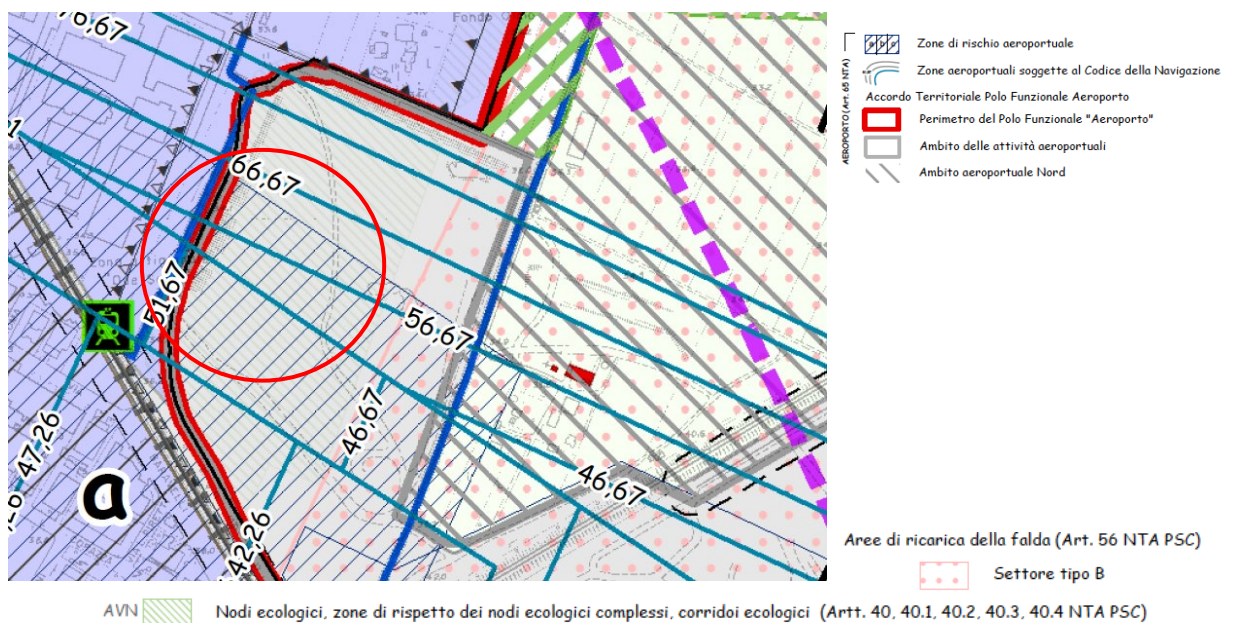 76,67
Fondo
66,67
51,67
56,67
46,67
46,67
47,26
42,26
a
AEROPORTO (Art. 65 NTA)
Zone di rischio aeroportuale
Zone aeroportuali soggette al Codice della Navigazione
Accordo Territoriale Polo Funzionale Aeroporto
Perimetro del Polo Funzionale "Aeroporto"
Ambito delle attività aeroportuali
Ambito aeroportuale Nord
Aree di ricarica della falda (Art. 56 NTA PSC)
Settore tipo B
AVN Nodi ecologici, zone di rispetto dei nodi ecologici complessi, corridoi ecologici (Artt. 40, 40.1, 40.2, 40.3, 40.4 NTA PSC)